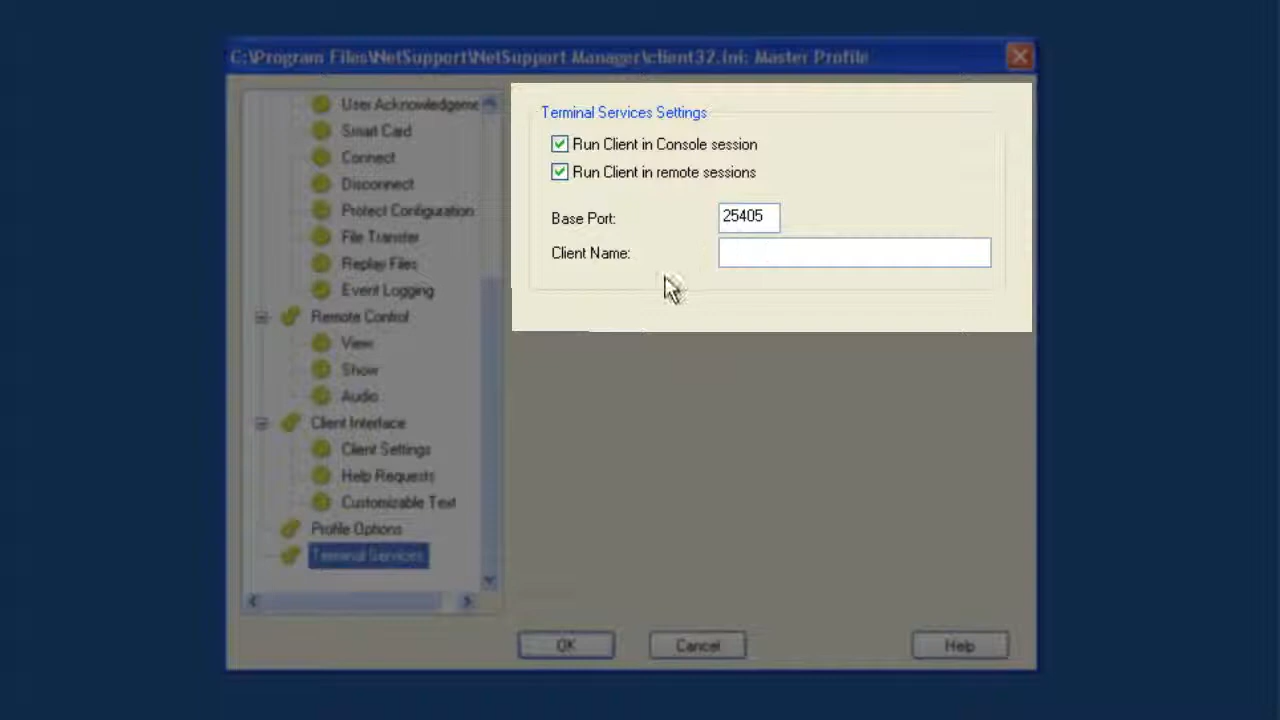 C:\Program Files\NetSupport\NetSupport Manager\client32.ini: Master Profile
User Acknowledgeme
Smart Card
Connect
Disconnect
Protect Configuration
File Transfer
Replay Files
Event Logging
Remote Control
View
Show
Audio
Client Interface
Client Settings
Help Requests
Customizable Text
Profile Options
Terminal Services
Terminal Services Settings
Run Client in Console session
Run Client in remote sessions
Base Port: 25405
Client Name:
OK Cancel Help